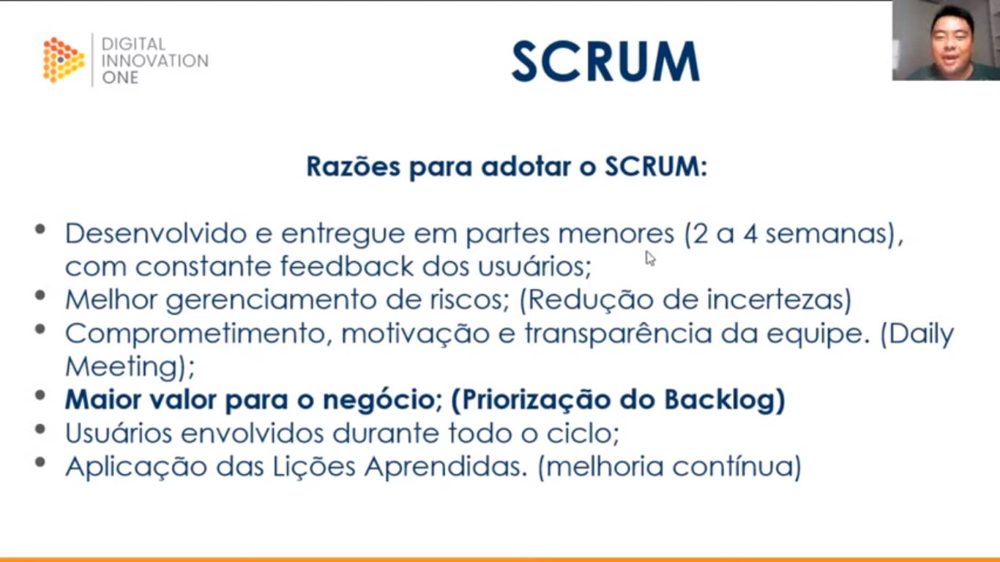 DIGITAL
INNOVATION
ONE
SCRUM
Razões para adotar o SCRUM:
• Desenvolvido e entregue em partes menores (2 a 4 semanas),
com constante feedback dos usuários;
• Melhor gerenciamento de riscos; (Redução de incertezas)
• Comprometimento, motivação e transparência da equipe. (Daily
Meeting);
• Maior valor para o negócio; (Priorização do Backlog)
• Usuários envolvidos durante todo o ciclo;
• Aplicação das Lições Aprendidas. (melhoria contínua)